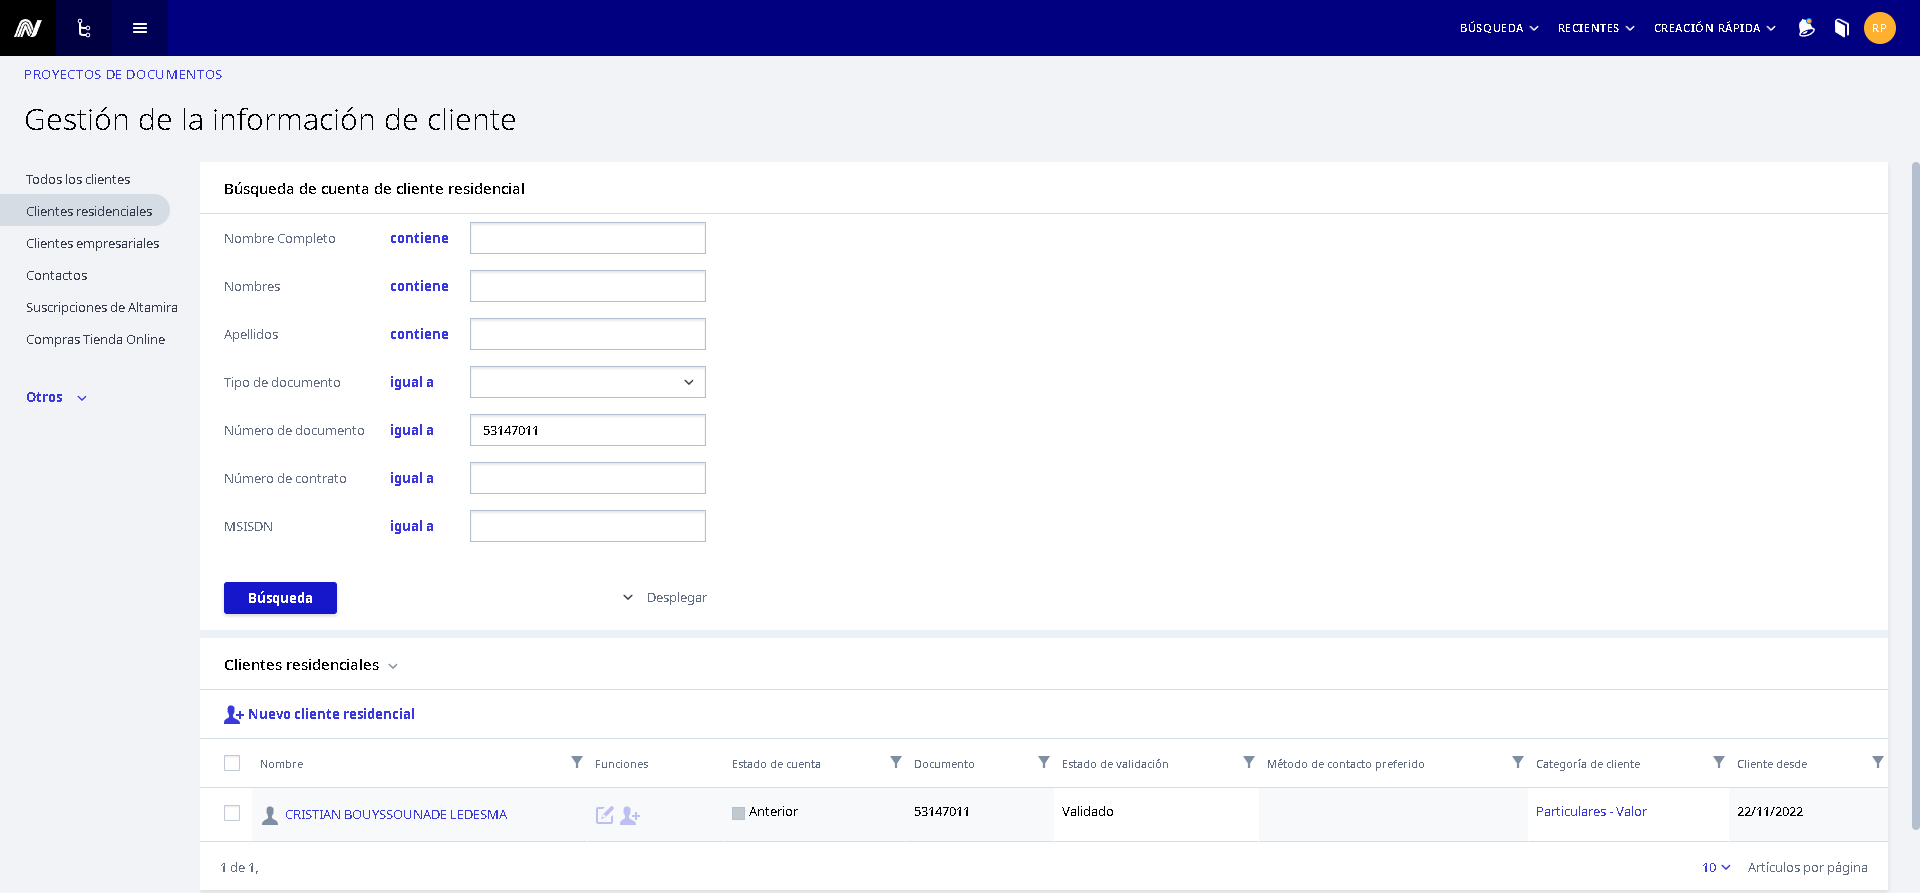 BÚSQUEDA RECIENTES CREACIÓN RÁPIDA RP
PROYECTOS DE DOCUMENTOS
Gestión de la información de cliente
Todos los clientes
Clientes residenciales
Clientes empresariales
Contactos
Suscripciones de Altamira
Compras Tienda Online
Otros
Búsqueda de cuenta de cliente residencial
Nombre Completo contiene
Nombres contiene
Apellidos contiene
Tipo de documento igual a
Número de documento igual a 53147011
Número de contrato igual a
MSISDN igual a
Búsqueda Desplegar
Clientes residenciales
Nuevo cliente residencial
Nombre Funciones Estado de cuenta Documento Estado de validación Método de contacto preferido Categoría de cliente Cliente desde
CRISTIAN BOUYSSOUNADE LEDESMA Anterior 53147011 Validado Particulares - Valor 22/11/2022
1 de 1, 10 Artículos por página